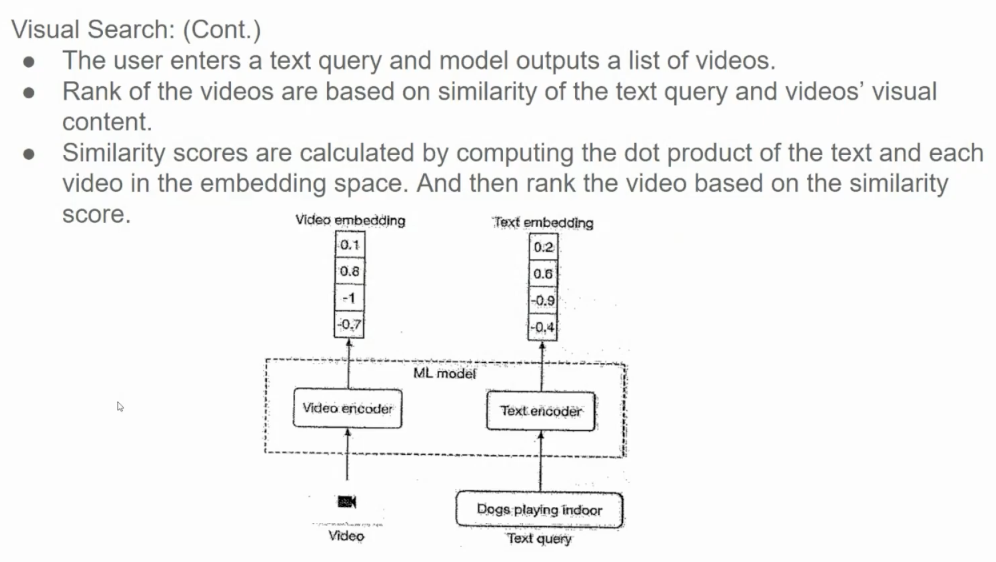 Visual Search: (Cont.)
● The user enters a text query and model outputs a list of videos.
● Rank of the videos are based on similarity of the text query and videos' visual
content.
● Similarity scores are calculated by computing the dot product of the text and each
video in the embedding space. And then rank the video based on the similarity
score.
Video embedding Text embedding
0.1 0.2
0.8 0.6
-1 -0.9
-0.7 -0.4
ML model
Video encoder Text encoder
Dogs playing indoor
Video Text query